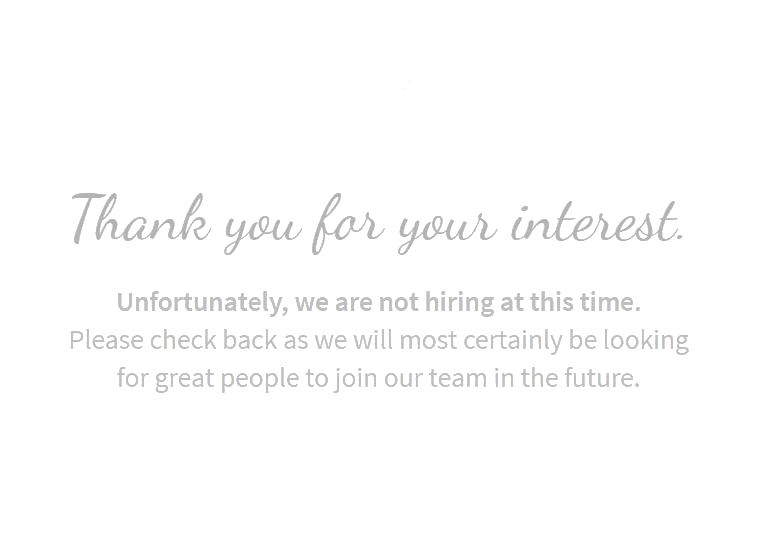 Thank you for your interest.
Unfortunately, we are not hiring at this time.
Please check back as we will most certainly be looking
for great people to join our team in the future.